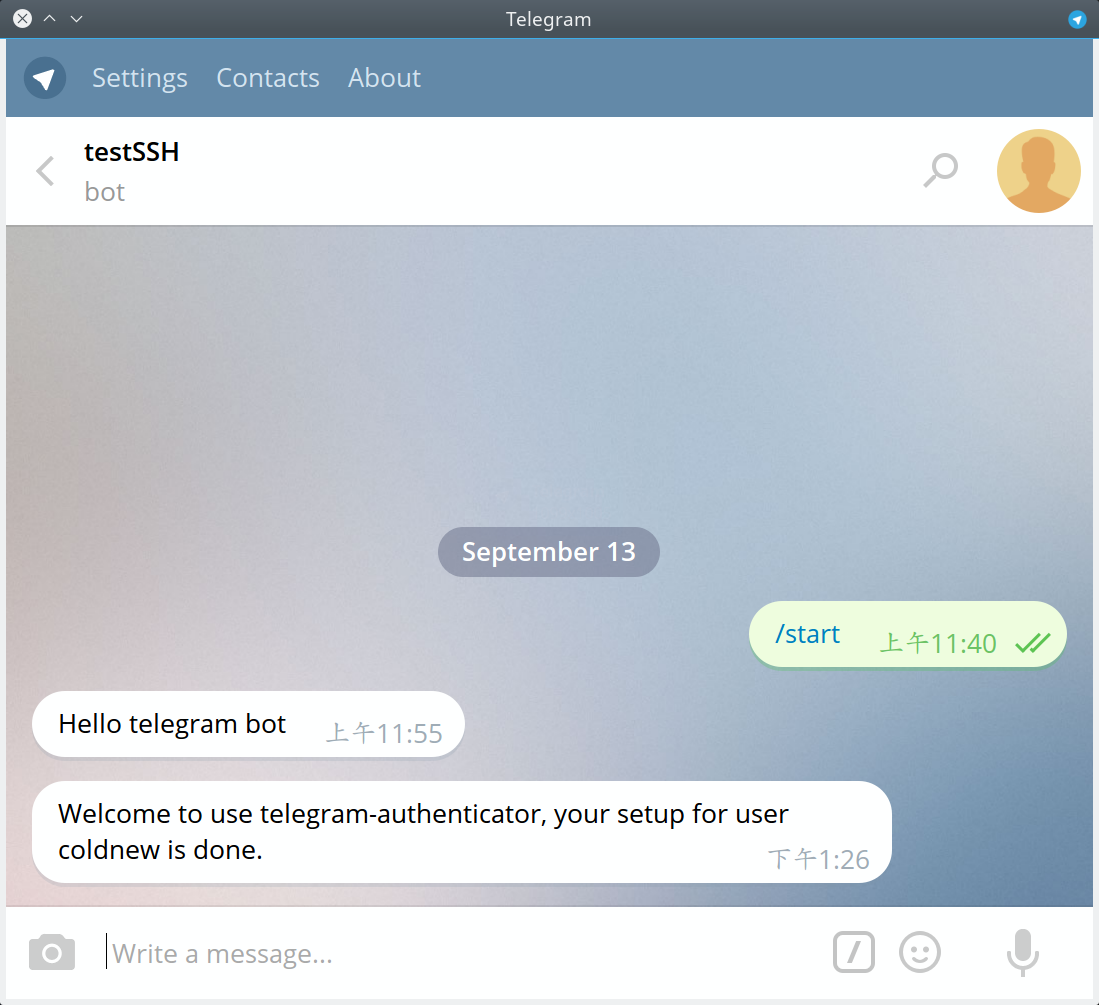 Telegram
Settings Contacts About
testSSH
bot
September 13
/start 上午11:40
Hello telegram bot 上午11:55
Welcome to use telegram-authenticator, your setup for user
coldnew is done.
下午1:26
Write a message...